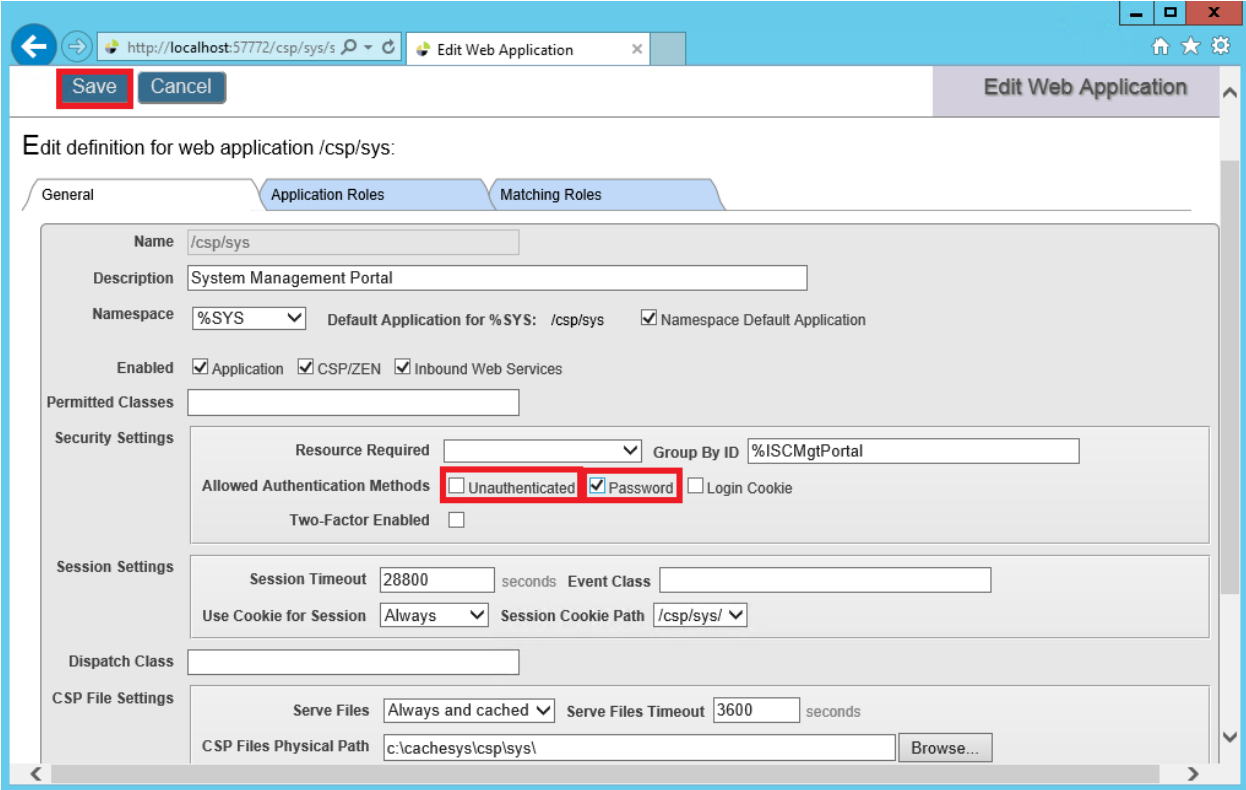 http://localhost:57772/csp/sys/s
Edit Web Application
Save Cancel Edit Web Application
Edit definition for web application /csp/sys:
General Application Roles Matching Roles
Name /csp/sys
Description System Management Portal
Namespace %SYS Default Application for %SYS: /csp/sys Namespace Default Application
Enabled Application CSP/ZEN Inbound Web Services
Permitted Classes
Security Settings
Resource Required Group By ID %ISCMgtPortal
Allowed Authentication Methods Unauthenticated Password Login Cookie
Two-Factor Enabled
Session Settings
Session Timeout 28800 seconds Event Class
Use Cookie for Session Always Session Cookie Path /csp/sys/
Dispatch Class
CSP File Settings
Serve Files Always and cached Serve Files Timeout 3600 seconds
CSP Files Physical Path c:\cachesys\csp\sys\ Browse...